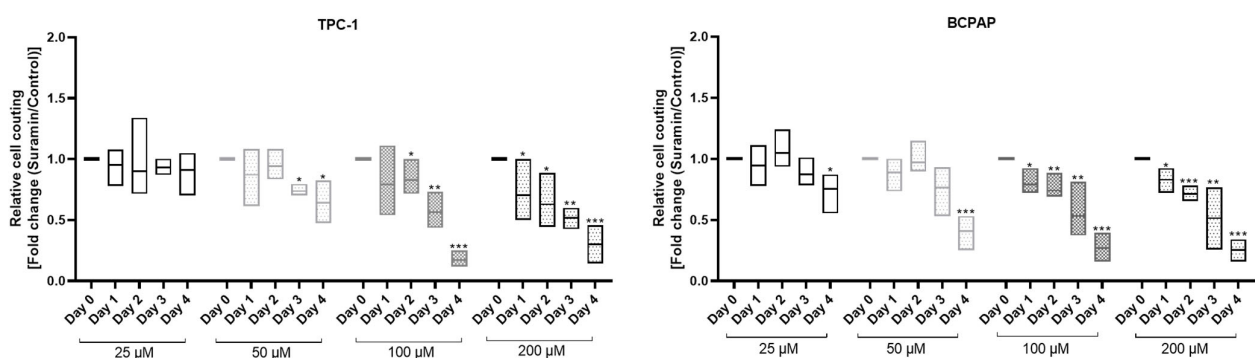 TPC-1
Relative cell couting
[Fold change (Suramin/Control)]
2.0
1.5
1.0
0.5
0.0
* * * * * ** *** * * ** ***
Day 0 Day 1 Day 2 Day 3 Day 4 Day 0 Day 1 Day 2 Day 3 Day 4 Day 0 Day 1 Day 2 Day 3 Day 4 Day 0 Day 1 Day 2 Day 3 Day 4
25 µM 50 µM 100 µM 200 µM
BCPAP
Relative cell couting
[Fold change (Suramin/Control)]
2.0
1.5
1.0
0.5
0.0
* *** * ** ** *** * *** ** ***
Day 0 Day 1 Day 2 Day 3 Day 4 Day 0 Day 1 Day 2 Day 3 Day 4 Day 0 Day 1 Day 2 Day 3 Day 4 Day 0 Day 1 Day 2 Day 3 Day 4
25 µM 50 µM 100 µM 200 µM